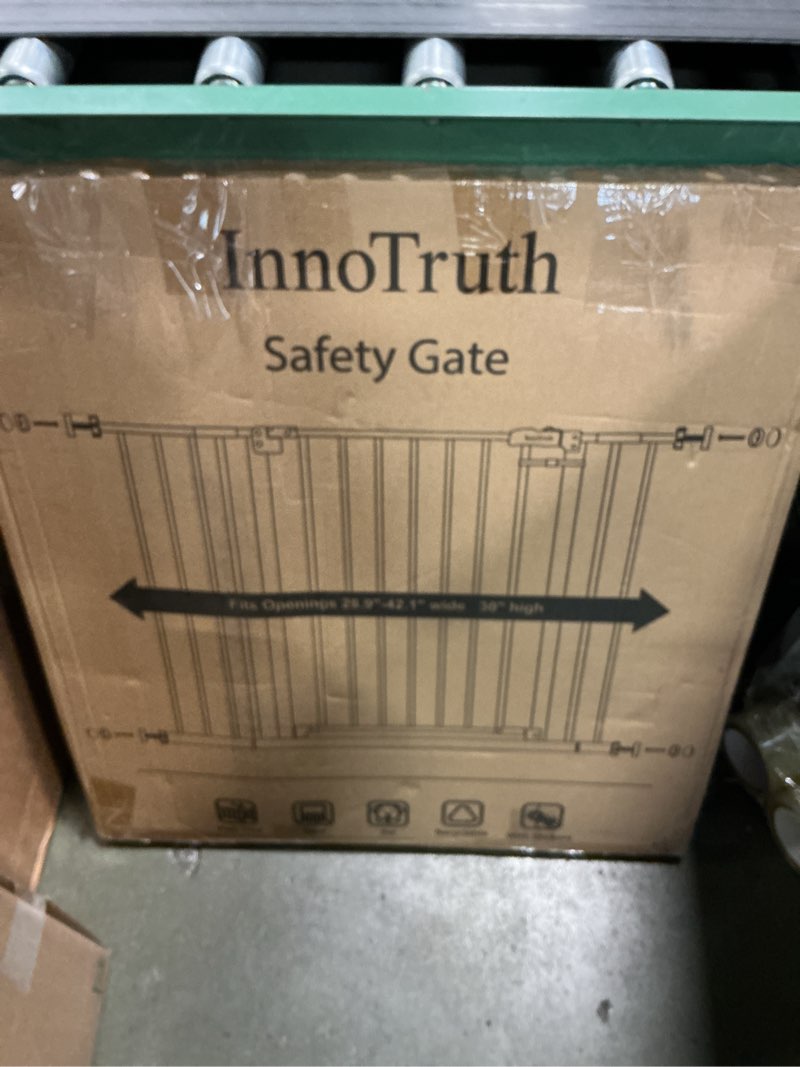 InnoTruth
Safety Gate
Fits Openings 28.9"-42.1" wide 30" high